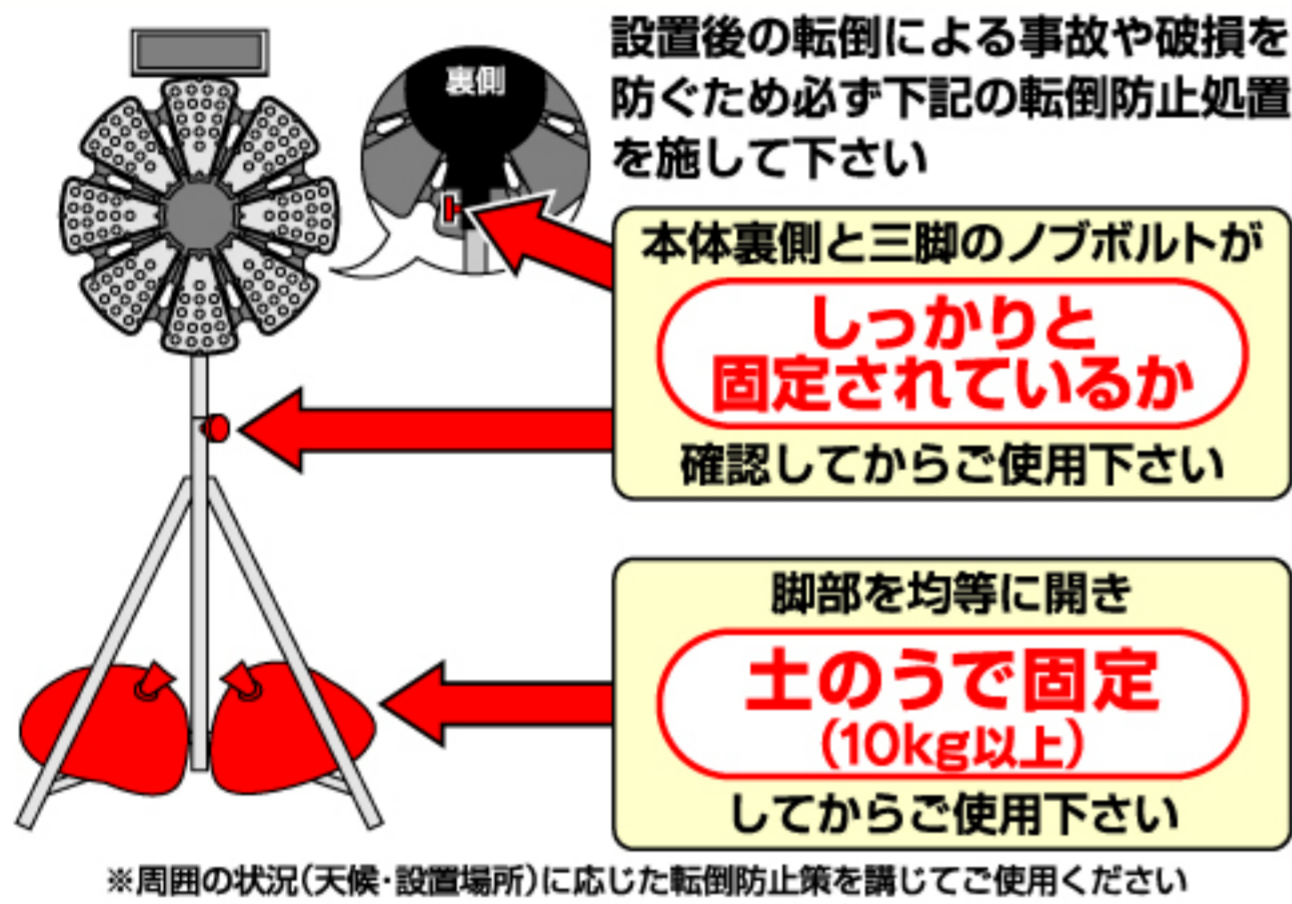 設置後の転倒による事故や破損を
防ぐため必ず下記の転倒防止処置
を施して下さい
裏側
本体裏側と三脚のノブボルトが
しっかりと
固定されているか
確認してからご使用下さい
脚部を均等に開き
土のうで固定
(10kg以上)
してからご使用下さい
※周囲の状況(天候･設置場所)に応じた転倒防止策を講じてご使用ください